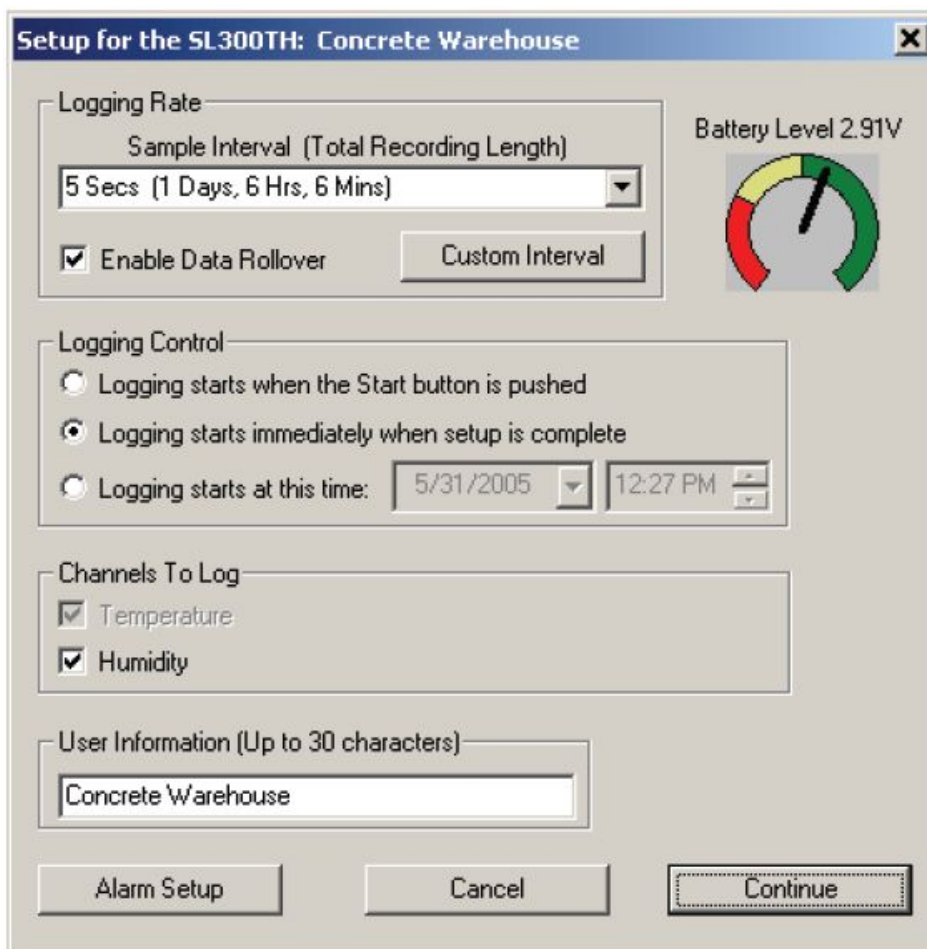 Setup for the SL300TH: Concrete Warehouse
Logging Rate
Sample Interval (Total Recording Length)
5 Secs (1 Days, 6 Hrs, 6 Mins)
Enable Data Rollover
Custom Interval
Battery Level 2.91V
Logging Control
Logging starts when the Start button is pushed
Logging starts immediately when setup is complete
Logging starts at this time: 5/31/2005 12:27 PM
Channels To Log
Temperature
Humidity
User Information (Up to 30 characters)
Concrete Warehouse
Alarm Setup
Cancel
Continue